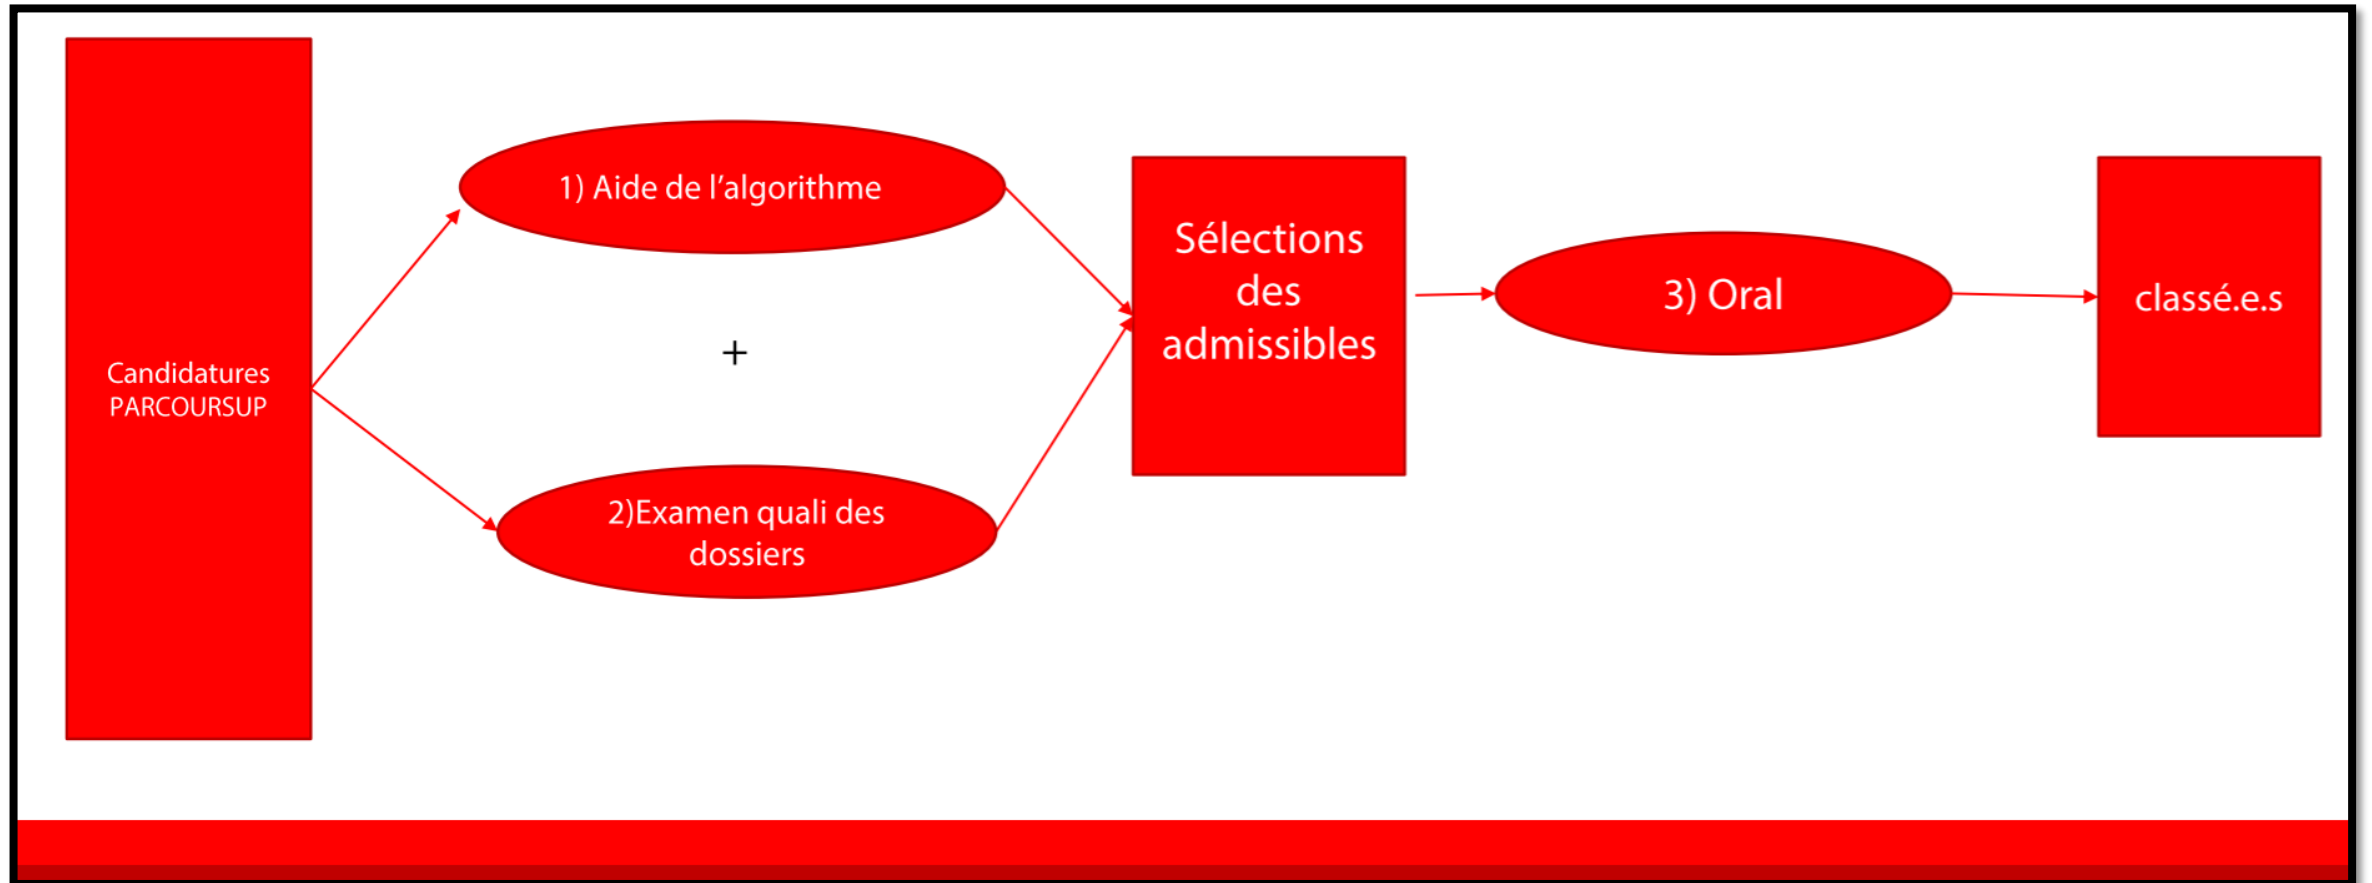 Candidatures
PARCOURSUP
1) Aide de l'algorithme
+
2)Examen quali des
dossiers
Sélections
des
admissibles
3) Oral
classé.e.s